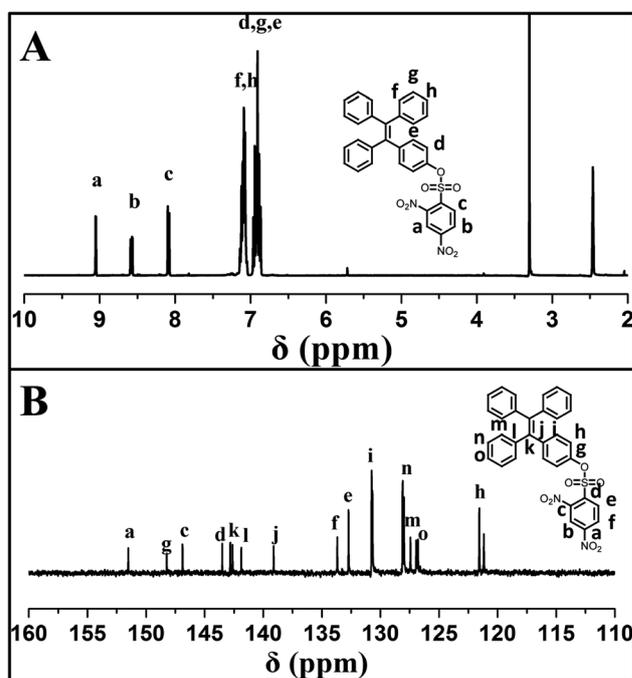 A
d,g,e
f,h
a
b
c
g
f
h
e
d
O
O=S=O
O₂N
c
a
b
NO₂
10 9 8 7 6 5 4 3 2
δ (ppm)
B
a
g
c
d
k
l
j
f
e
i
n
m
o
h
m
l
j
i
h
n
k
g
o
O
O=S=O
d
O₂N
c
e
b
a
f
NO₂
160 155 150 145 140 135 130 125 120 115 110
δ (ppm)